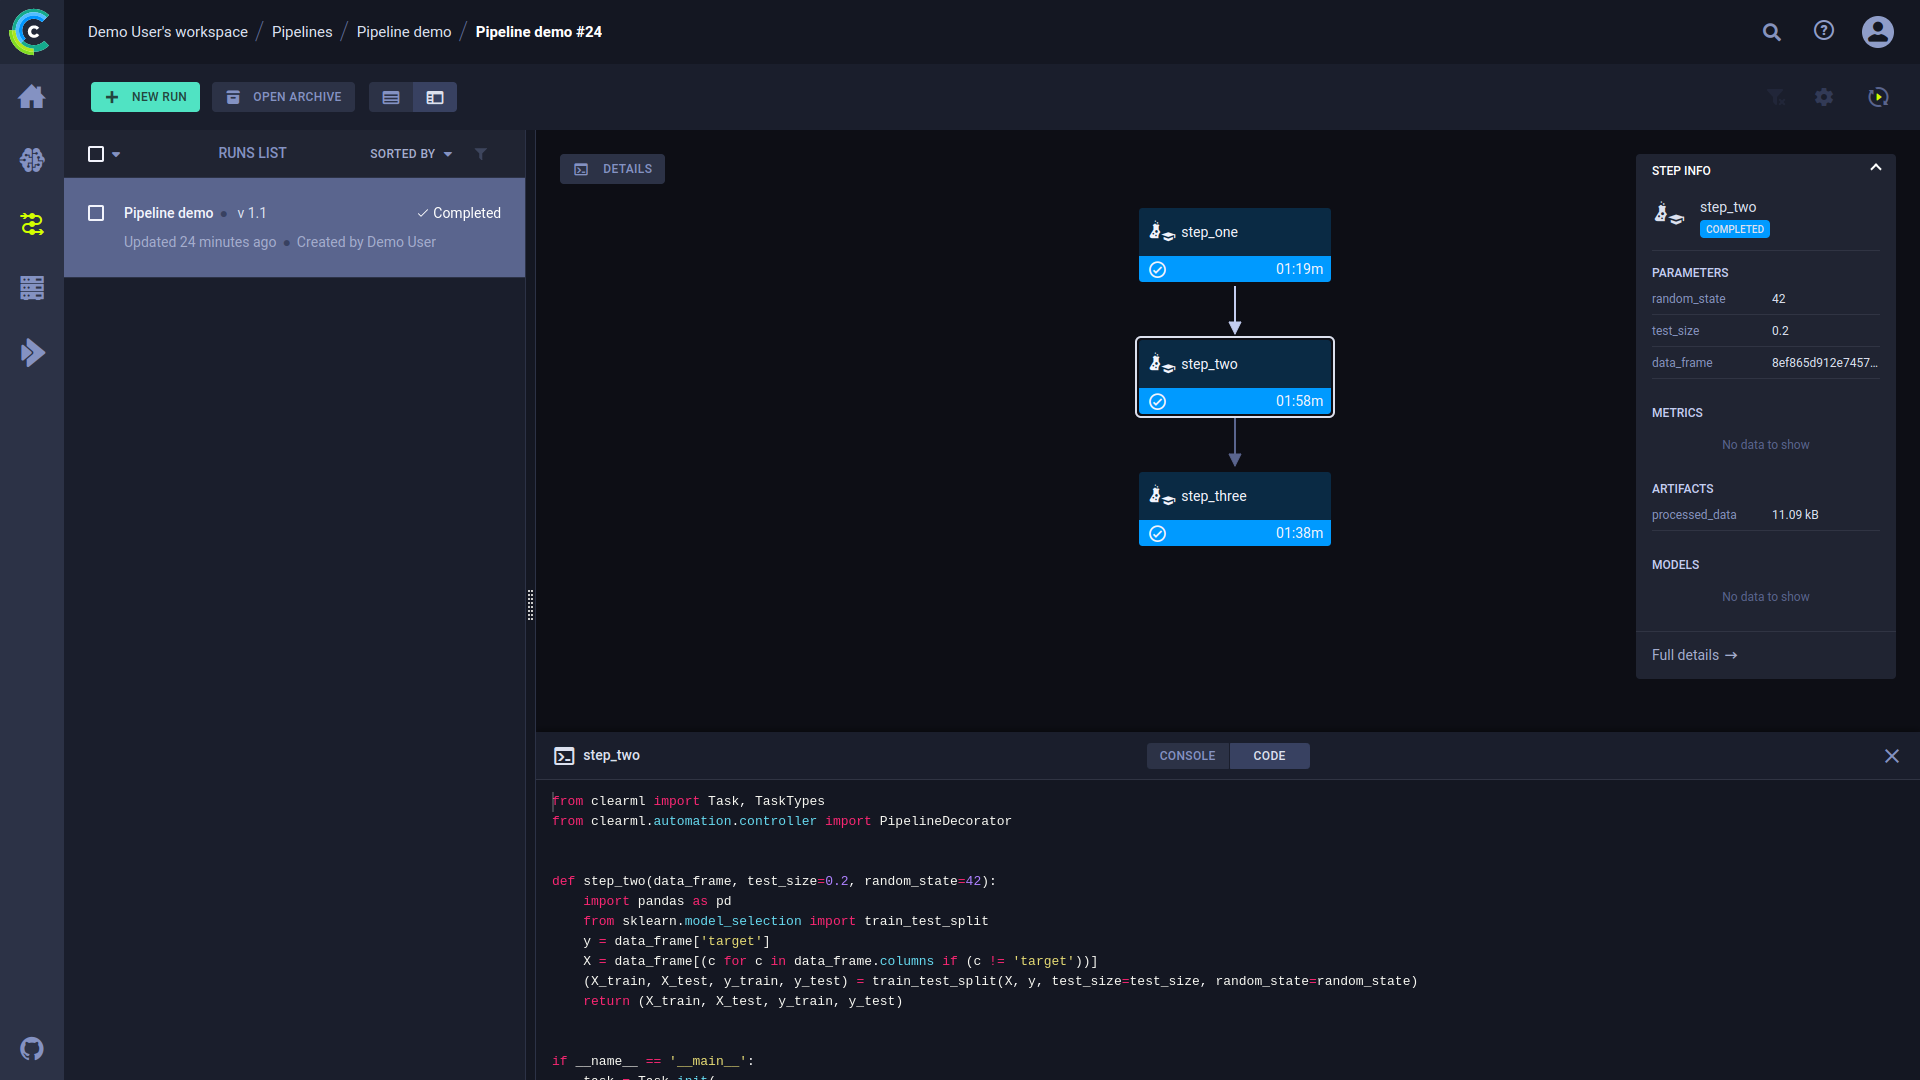 Demo User's workspace / Pipelines / Pipeline demo / Pipeline demo #24
NEW RUN
OPEN ARCHIVE
RUNS LIST
SORTED BY
Pipeline demo • v 1.1
Completed
Updated 24 minutes ago • Created by Demo User
DETAILS
step_one
01:19m
step_two
01:58m
step_three
01:38m
STEP INFO
step_two
COMPLETED
PARAMETERS
random_state 42
test_size 0.2
data_frame 8ef865d912e7457...
METRICS
No data to show
ARTIFACTS
processed_data 11.09 kB
MODELS
No data to show
Full details →
step_two
CONSOLE
CODE
from clearml import Task, TaskTypes
from clearml.automation.controller import PipelineDecorator
def step_two(data_frame, test_size=0.2, random_state=42):
    import pandas as pd
    from sklearn.model_selection import train_test_split
    y = data_frame['target']
    X = data_frame[(c for c in data_frame.columns if (c != 'target'))]
    (X_train, X_test, y_train, y_test) = train_test_split(X, y, test_size=test_size, random_state=random_state)
    return (X_train, X_test, y_train, y_test)
if __name__ == '__main__':
    task = Task.init(